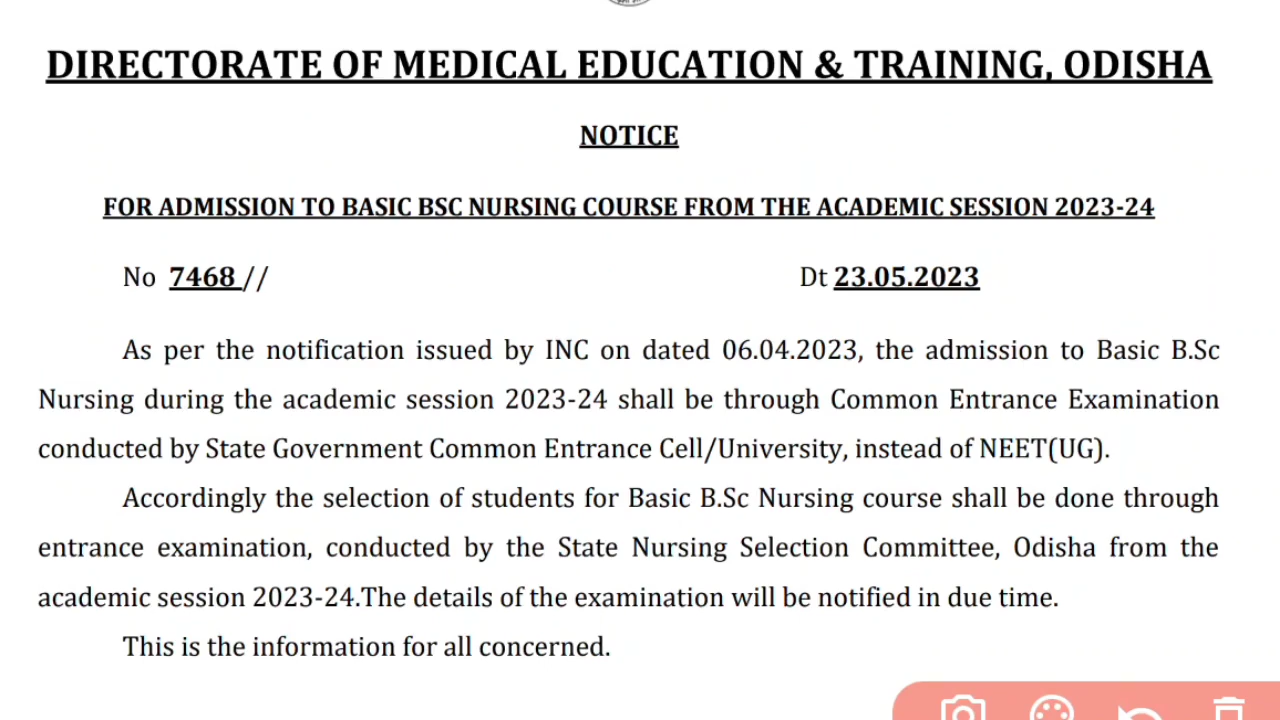 DIRECTORATE OF MEDICAL EDUCATION & TRAINING, ODISHA
NOTICE
FOR ADMISSION TO BASIC BSC NURSING COURSE FROM THE ACADEMIC SESSION 2023-24
No 7468 // Dt 23.05.2023
As per the notification issued by INC on dated 06.04.2023, the admission to Basic B.Sc
Nursing during the academic session 2023-24 shall be through Common Entrance Examination
conducted by State Government Common Entrance Cell/University, instead of NEET(UG).
Accordingly the selection of students for Basic B.Sc Nursing course shall be done through
entrance examination, conducted by the State Nursing Selection Committee, Odisha from the
academic session 2023-24.The details of the examination will be notified in due time.
This is the information for all concerned.